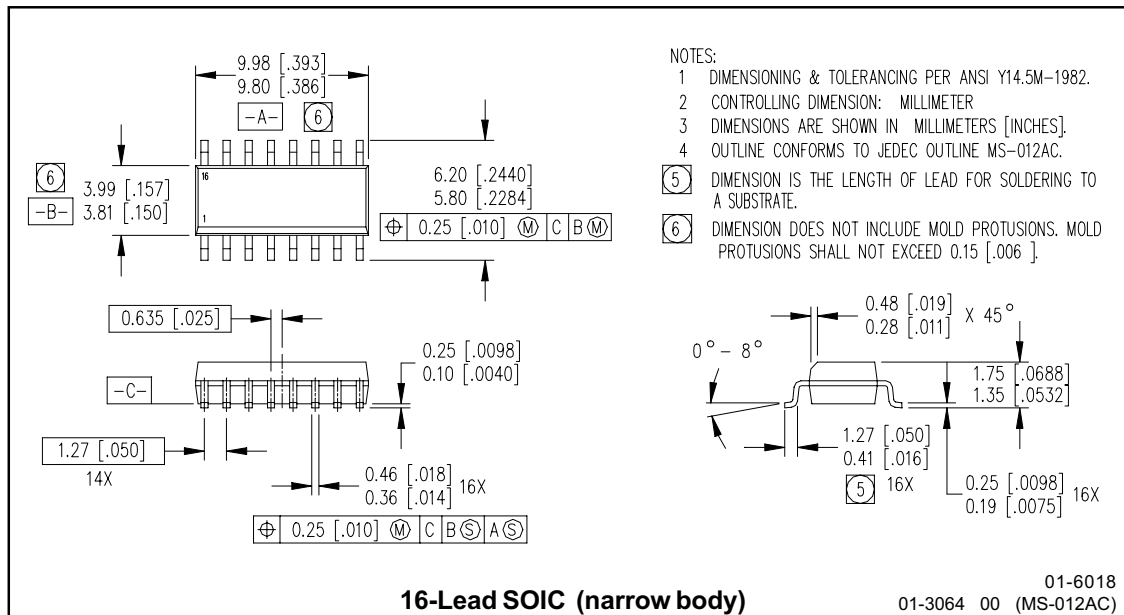 9.98 [.393]
9.80 [.386]
-A- 6
6
3.99 [.157]
3.81 [.150]
-B-
16
1
6.20 [.2440]
5.80 [.2284]
⌖ 0.25 [.010] Ⓜ C B Ⓜ
NOTES:
1 DIMENSIONING & TOLERANCING PER ANSI Y14.5M-1982.
2 CONTROLLING DIMENSION: MILLIMETER
3 DIMENSIONS ARE SHOWN IN MILLIMETERS [INCHES].
4 OUTLINE CONFORMS TO JEDEC OUTLINE MS-012AC.
5 DIMENSION IS THE LENGTH OF LEAD FOR SOLDERING TO
A SUBSTRATE.
6 DIMENSION DOES NOT INCLUDE MOLD PROTUSIONS. MOLD
PROTUSIONS SHALL NOT EXCEED 0.15 [.006 ].
0.635 [.025]
-C-
0.25 [.0098]
0.10 [.0040]
1.27 [.050]
14X
0.46 [.018]
0.36 [.014] 16X
⌖ 0.25 [.010] Ⓜ C B Ⓢ A Ⓢ
0.48 [.019]
0.28 [.011] X 45°
0° - 8°
1.75 [.0688]
1.35 [.0532]
1.27 [.050]
0.41 [.016]
5 16X
0.25 [.0098]
0.19 [.0075] 16X
16-Lead SOIC (narrow body)
01-6018
01-3064 00 (MS-012AC)